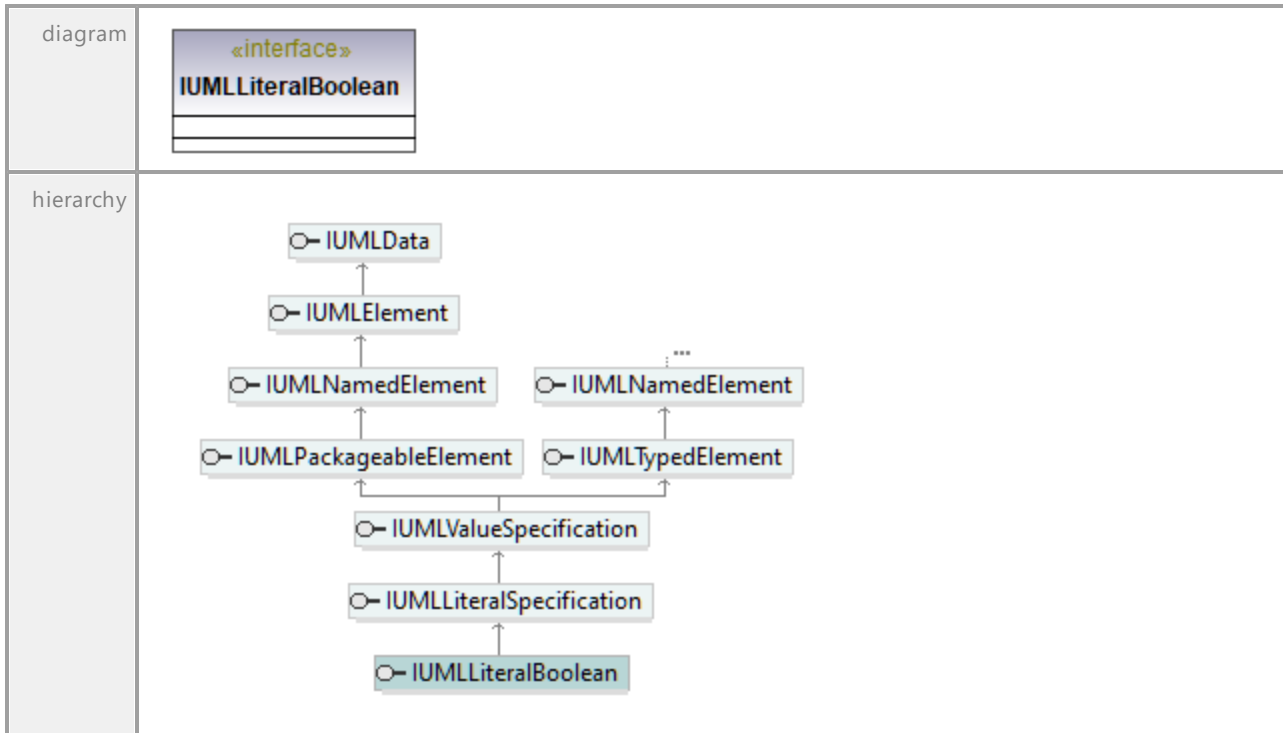 diagram
«interface»
IUMLLiteralBoolean
hierarchy
IUMLData
IUMLElement
IUMLNamedElement
...
IUMLNamedElement
IUMLPackageableElement
IUMLTypedElement
IUMLValueSpecification
IUMLLiteralSpecification
IUMLLiteralBoolean